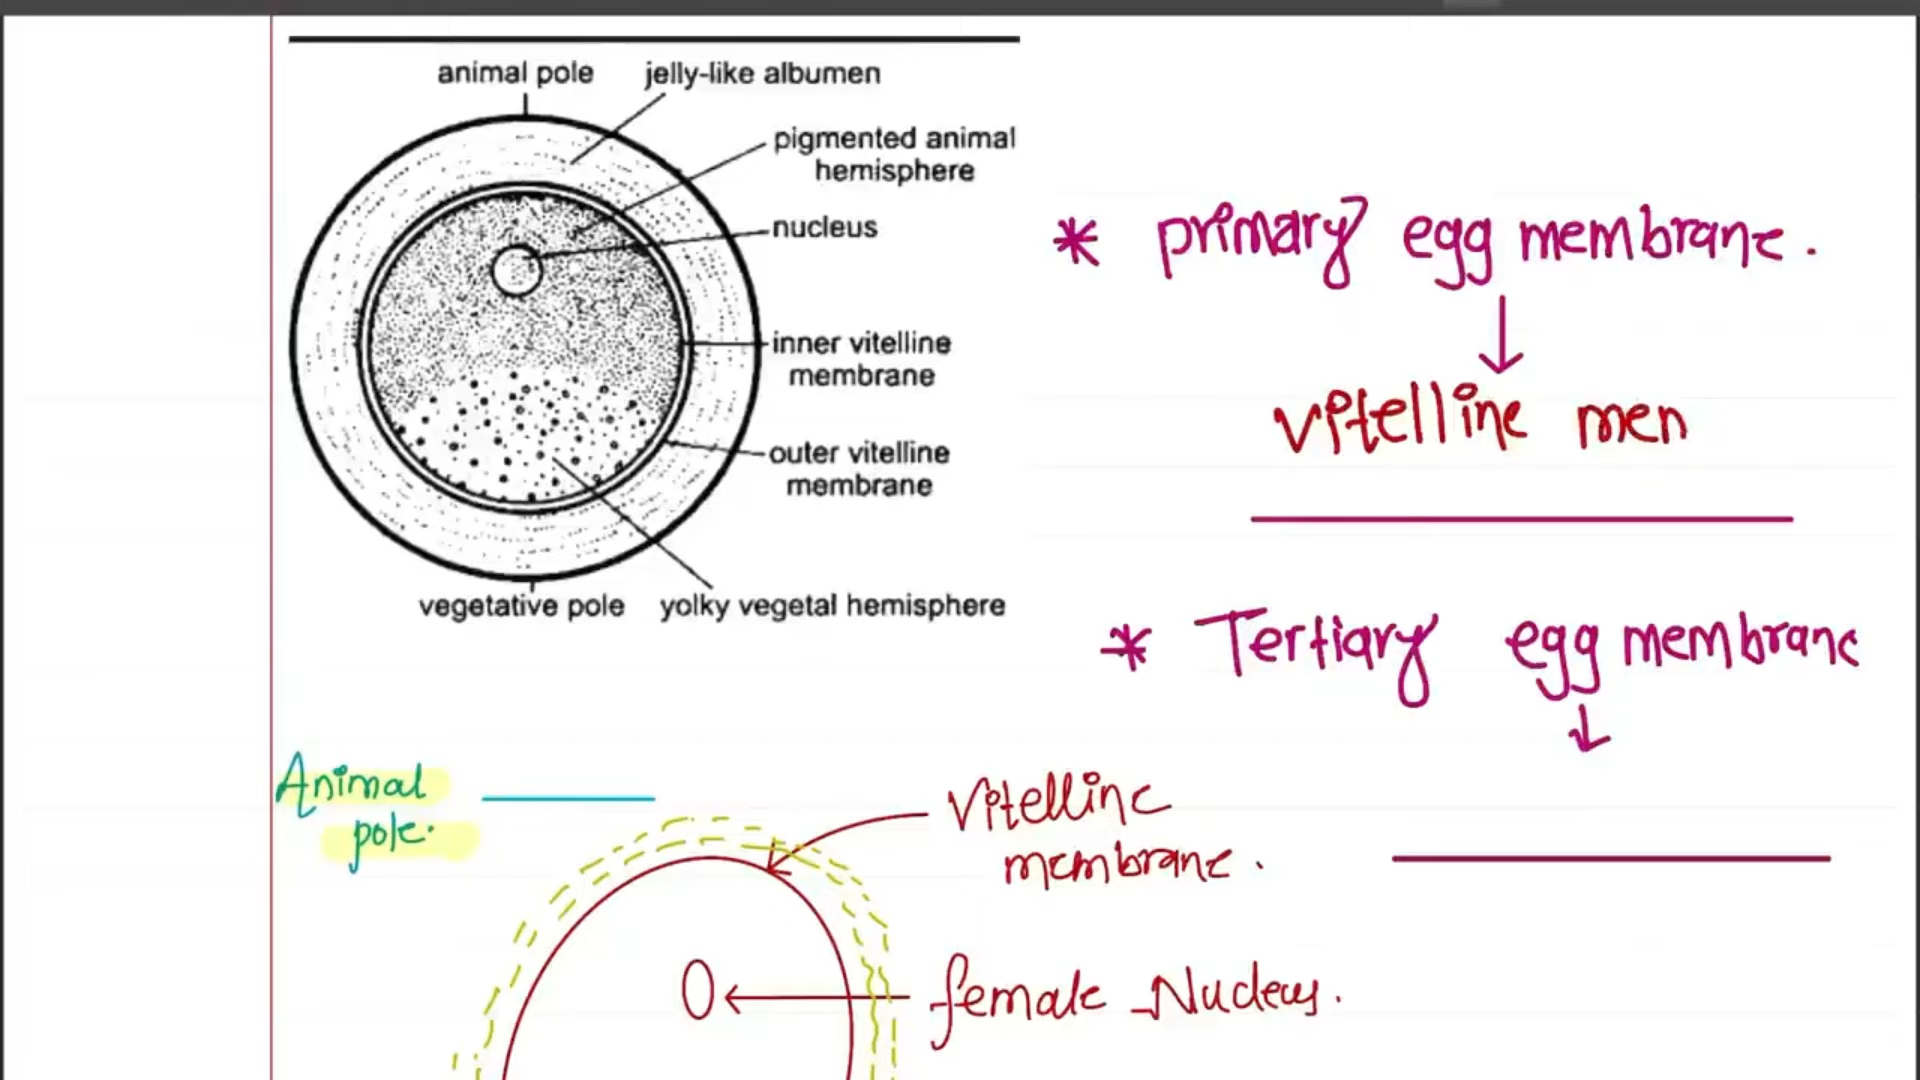 animal pole jelly-like albumen
pigmented animal
hemisphere
nucleus
inner vitelline
membrane
outer vitelline
membrane
vegetative pole yolky vegetal hemisphere
* primary egg membrane.
vitelline men
* Tertiary egg membrane
Animal
pole.
Vitelline
membrane.
female Nucleus.